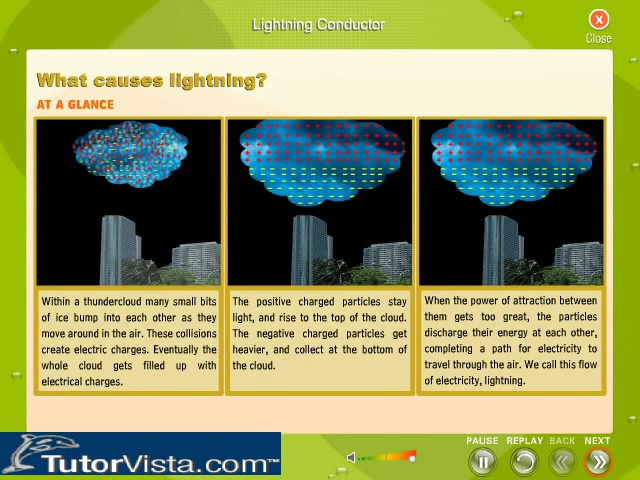 Lightning Conductor
X
Close
What causes lightning?
AT A GLANCE
Within a thundercloud many small bits
of ice bump into each other as they
move around in the air. These collisions
create electric charges. Eventually the
whole cloud gets filled up with
electrical charges.
The positive charged particles stay
light, and rise to the top of the cloud.
The negative charged particles get
heavier, and collect at the bottom of
the cloud.
When the power of attraction between
them gets too great, the particles
discharge their energy at each other,
completing a path for electricity to
travel through the air. We call this flow
of electricity, lightning.
PAUSE REPLAY BACK NEXT
TutorVista.com™